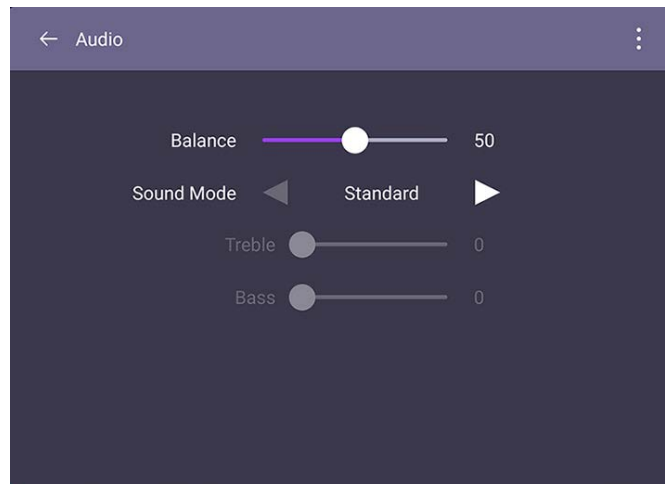 Audio
Balance 50
Sound Mode Standard
Treble 0
Bass 0